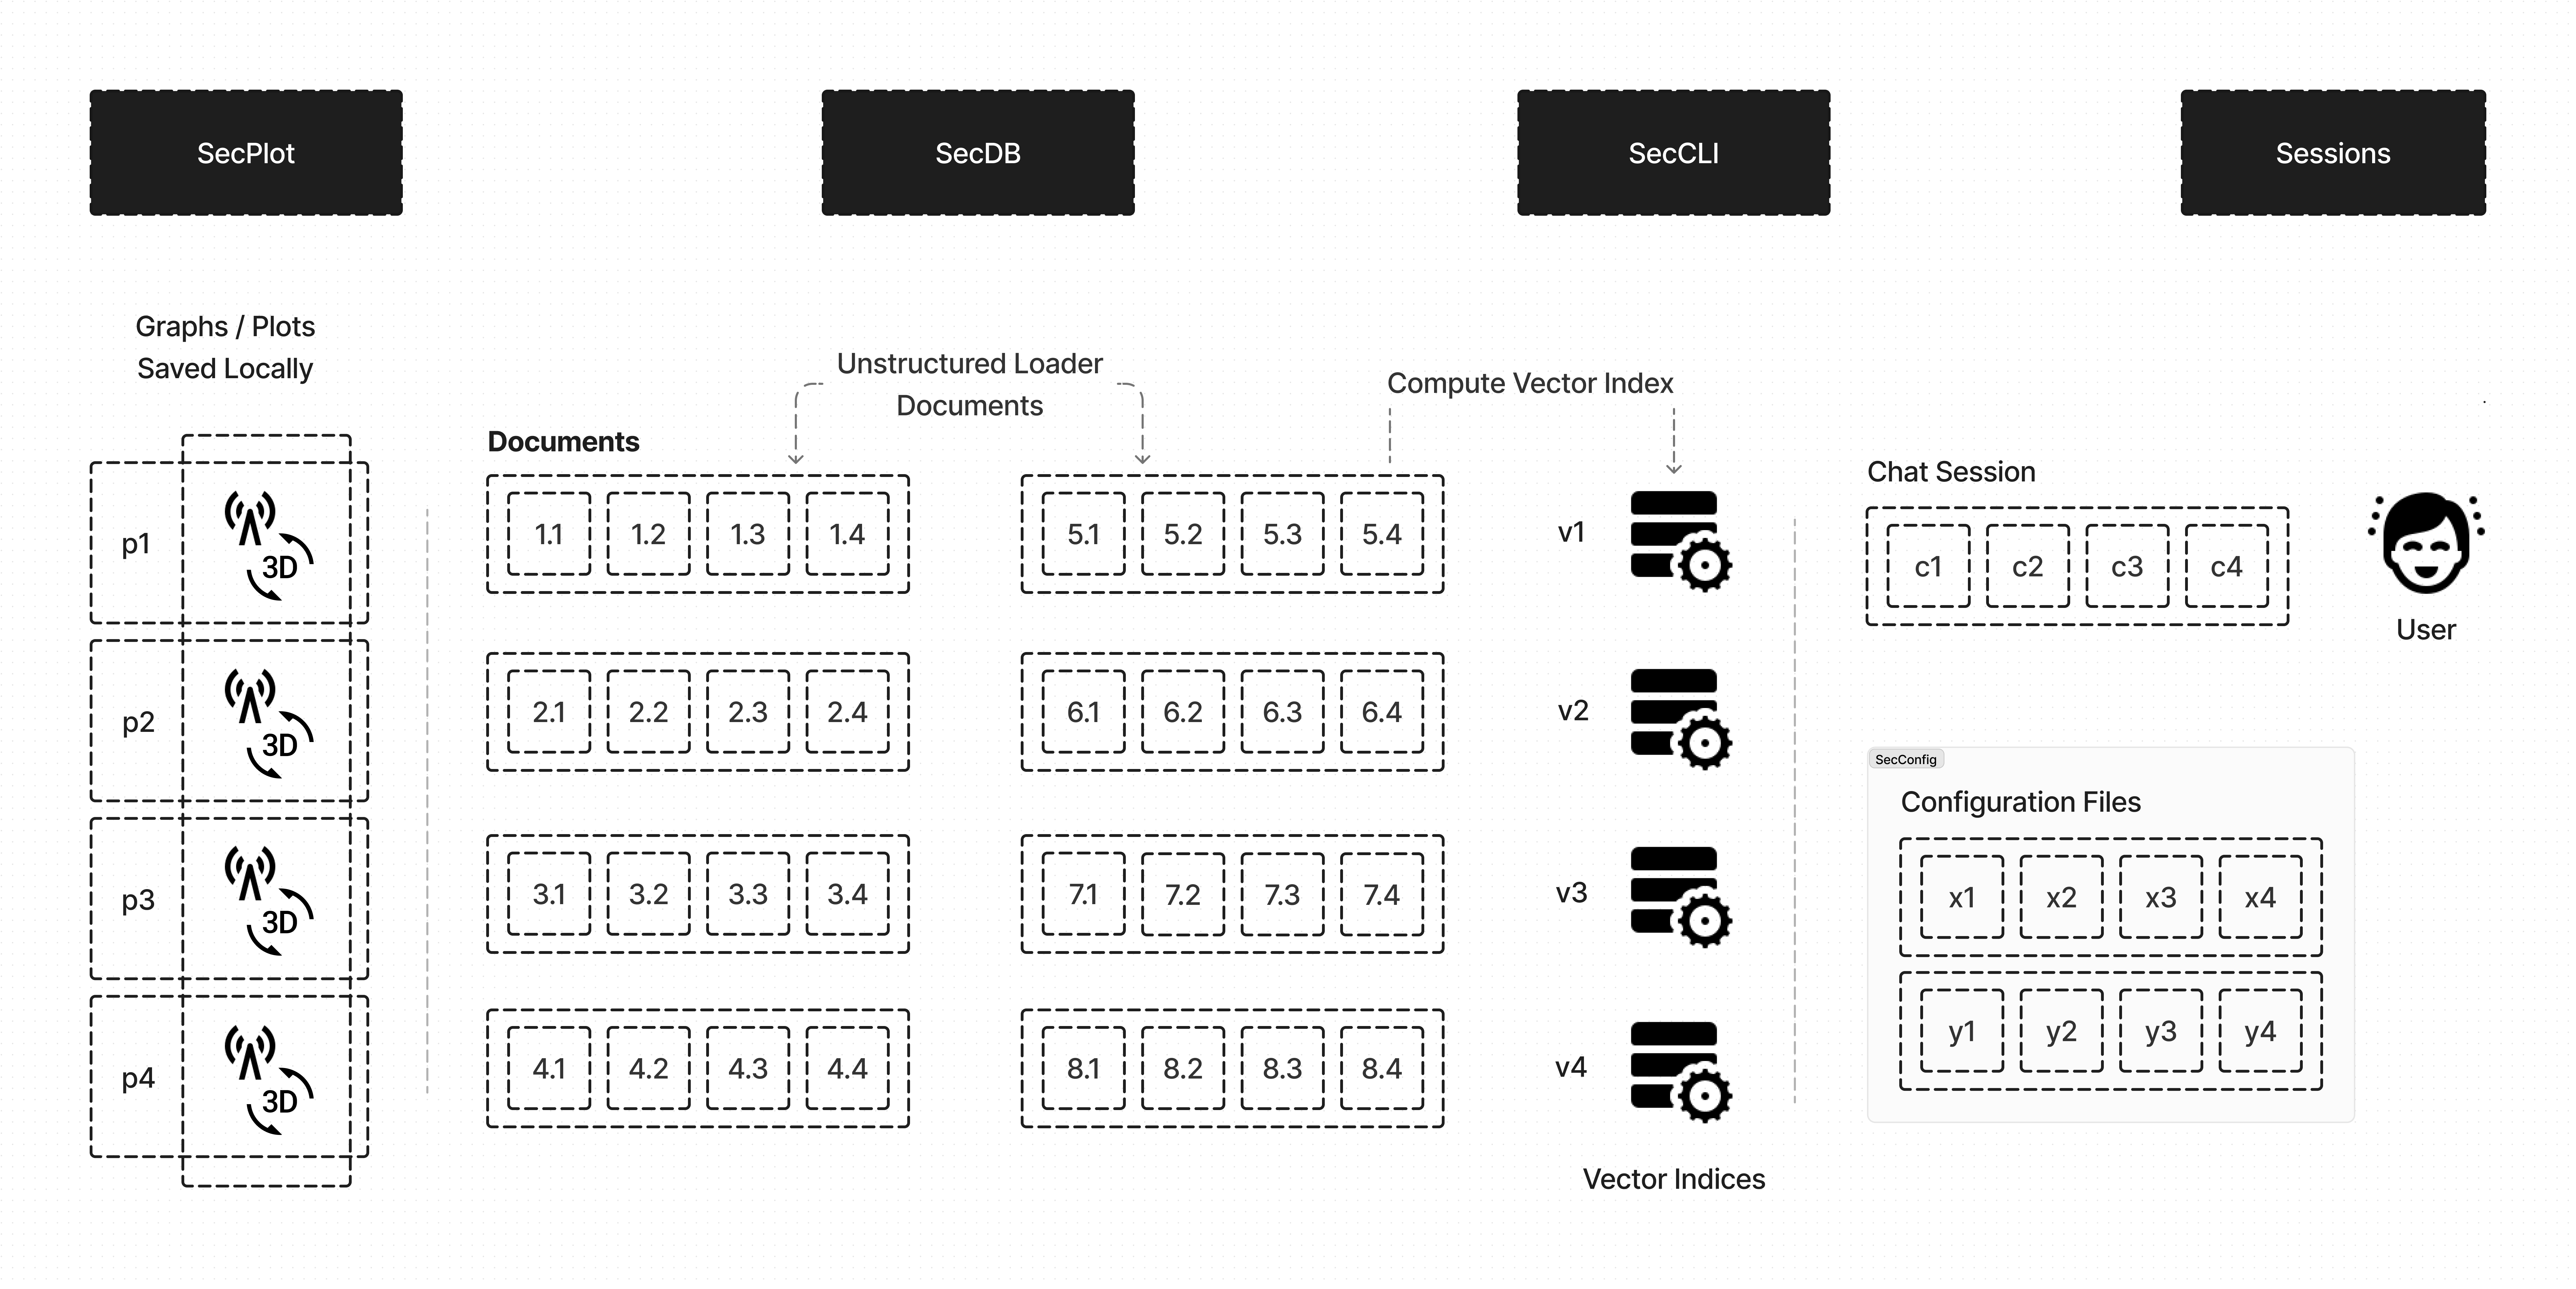 SecPlot
SecDB
SecCLI
Sessions
Graphs / Plots
Saved Locally
Unstructured Loader
Documents
Compute Vector Index
Documents
Chat Session
p1
3D
1.1 1.2 1.3 1.4
5.1 5.2 5.3 5.4
v1
c1 c2 c3 c4
User
p2
3D
2.1 2.2 2.3 2.4
6.1 6.2 6.3 6.4
v2
SecConfig
Configuration Files
p3
3D
3.1 3.2 3.3 3.4
7.1 7.2 7.3 7.4
v3
x1 x2 x3 x4
y1 y2 y3 y4
p4
3D
4.1 4.2 4.3 4.4
8.1 8.2 8.3 8.4
v4
Vector Indices